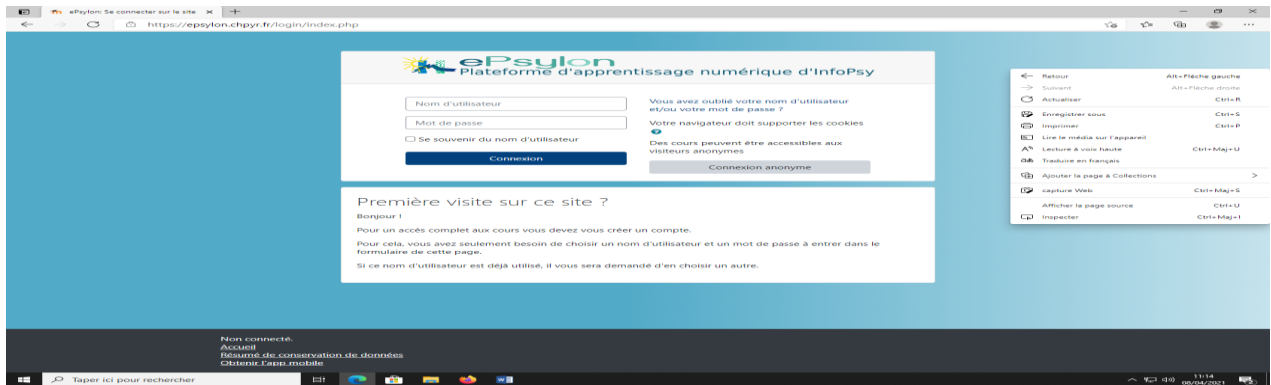 ePsylon: Se connecter sur le site
https://epsylon.chpyr.fr/login/index.php
ePsylon
Plateforme d'apprentissage numérique d'InfoPsy
Nom d'utilisateur
Mot de passe
Se souvenir du nom d'utilisateur
Connexion
Vous avez oublié votre nom d'utilisateur
et/ou votre mot de passe ?
Votre navigateur doit supporter les cookies
Des cours peuvent être accessibles aux
visiteurs anonymes
Connexion anonyme
Première visite sur ce site ?
Bonjour !
Pour un accès complet aux cours vous devez vous créer un compte.
Pour cela, vous avez seulement besoin de choisir un nom d'utilisateur et un mot de passe à entrer dans le
formulaire de cette page.
Si ce nom d'utilisateur est déjà utilisé, il vous sera demandé d'en choisir un autre.
Retour Alt+Flèche gauche
Suivant Alt+Flèche droite
Actualiser Ctrl+R
Enregistrer sous Ctrl+S
Imprimer Ctrl+P
Lire le média sur l'appareil
Lecture à voix haute Ctrl+Maj+U
Traduire en français
Ajouter la page à Collections
capture Web Ctrl+Maj+S
Afficher la page source Ctrl+U
Inspecter Ctrl+Maj+I
Non connecté.
Accueil
Résumé de conservation de données
Obtenir l'app mobile
Taper ici pour rechercher
11:14
08/04/2021